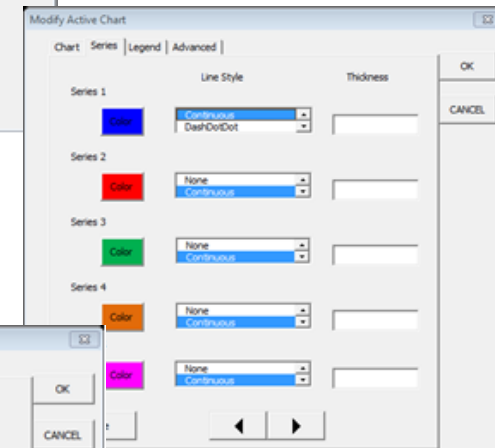 Modify Active Chart
Chart Series Legend Advanced
OK
CANCEL
Line Style Thickness
Series 1
Color
Continuous
DashDotDot
Series 2
Color
None
Continuous
Series 3
Color
None
Continuous
Series 4
Color
None
Continuous
Color
None
Continuous
OK
CANCEL